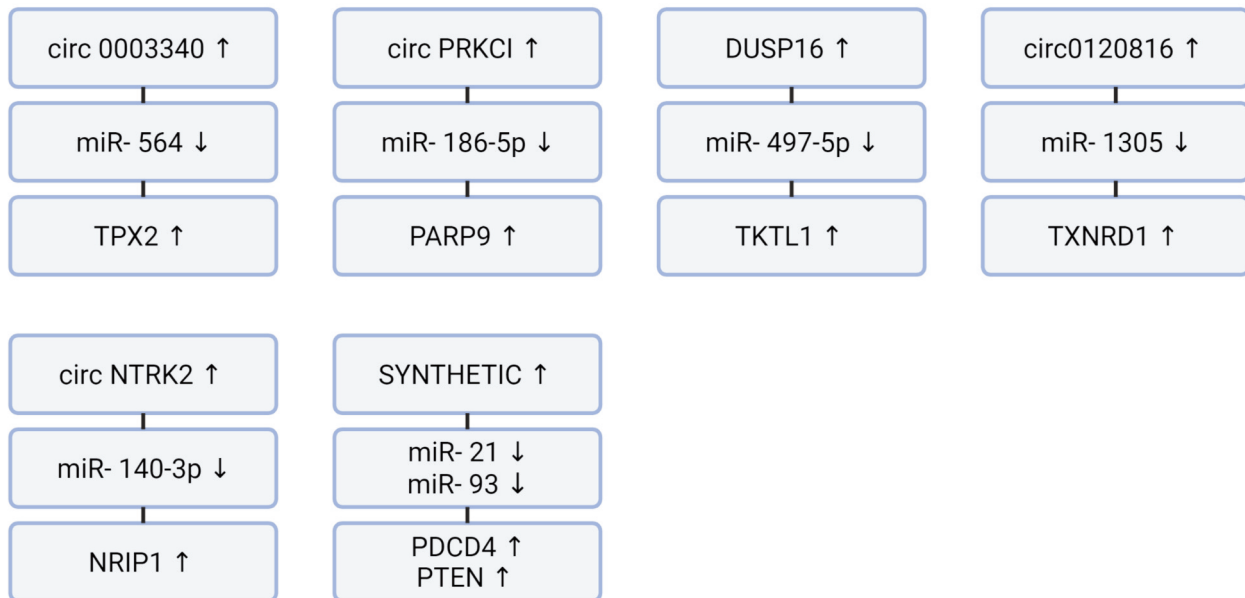 circ 0003340 ↑
miR- 564 ↓
TPX2 ↑
circ PRKCI ↑
miR- 186-5p ↓
PARP9 ↑
DUSP16 ↑
miR- 497-5p ↓
TKTL1 ↑
circ0120816 ↑
miR- 1305 ↓
TXNRD1 ↑
circ NTRK2 ↑
miR- 140-3p ↓
NRIP1 ↑
SYNTHETIC ↑
miR- 21 ↓
miR- 93 ↓
PDCD4 ↑
PTEN ↑